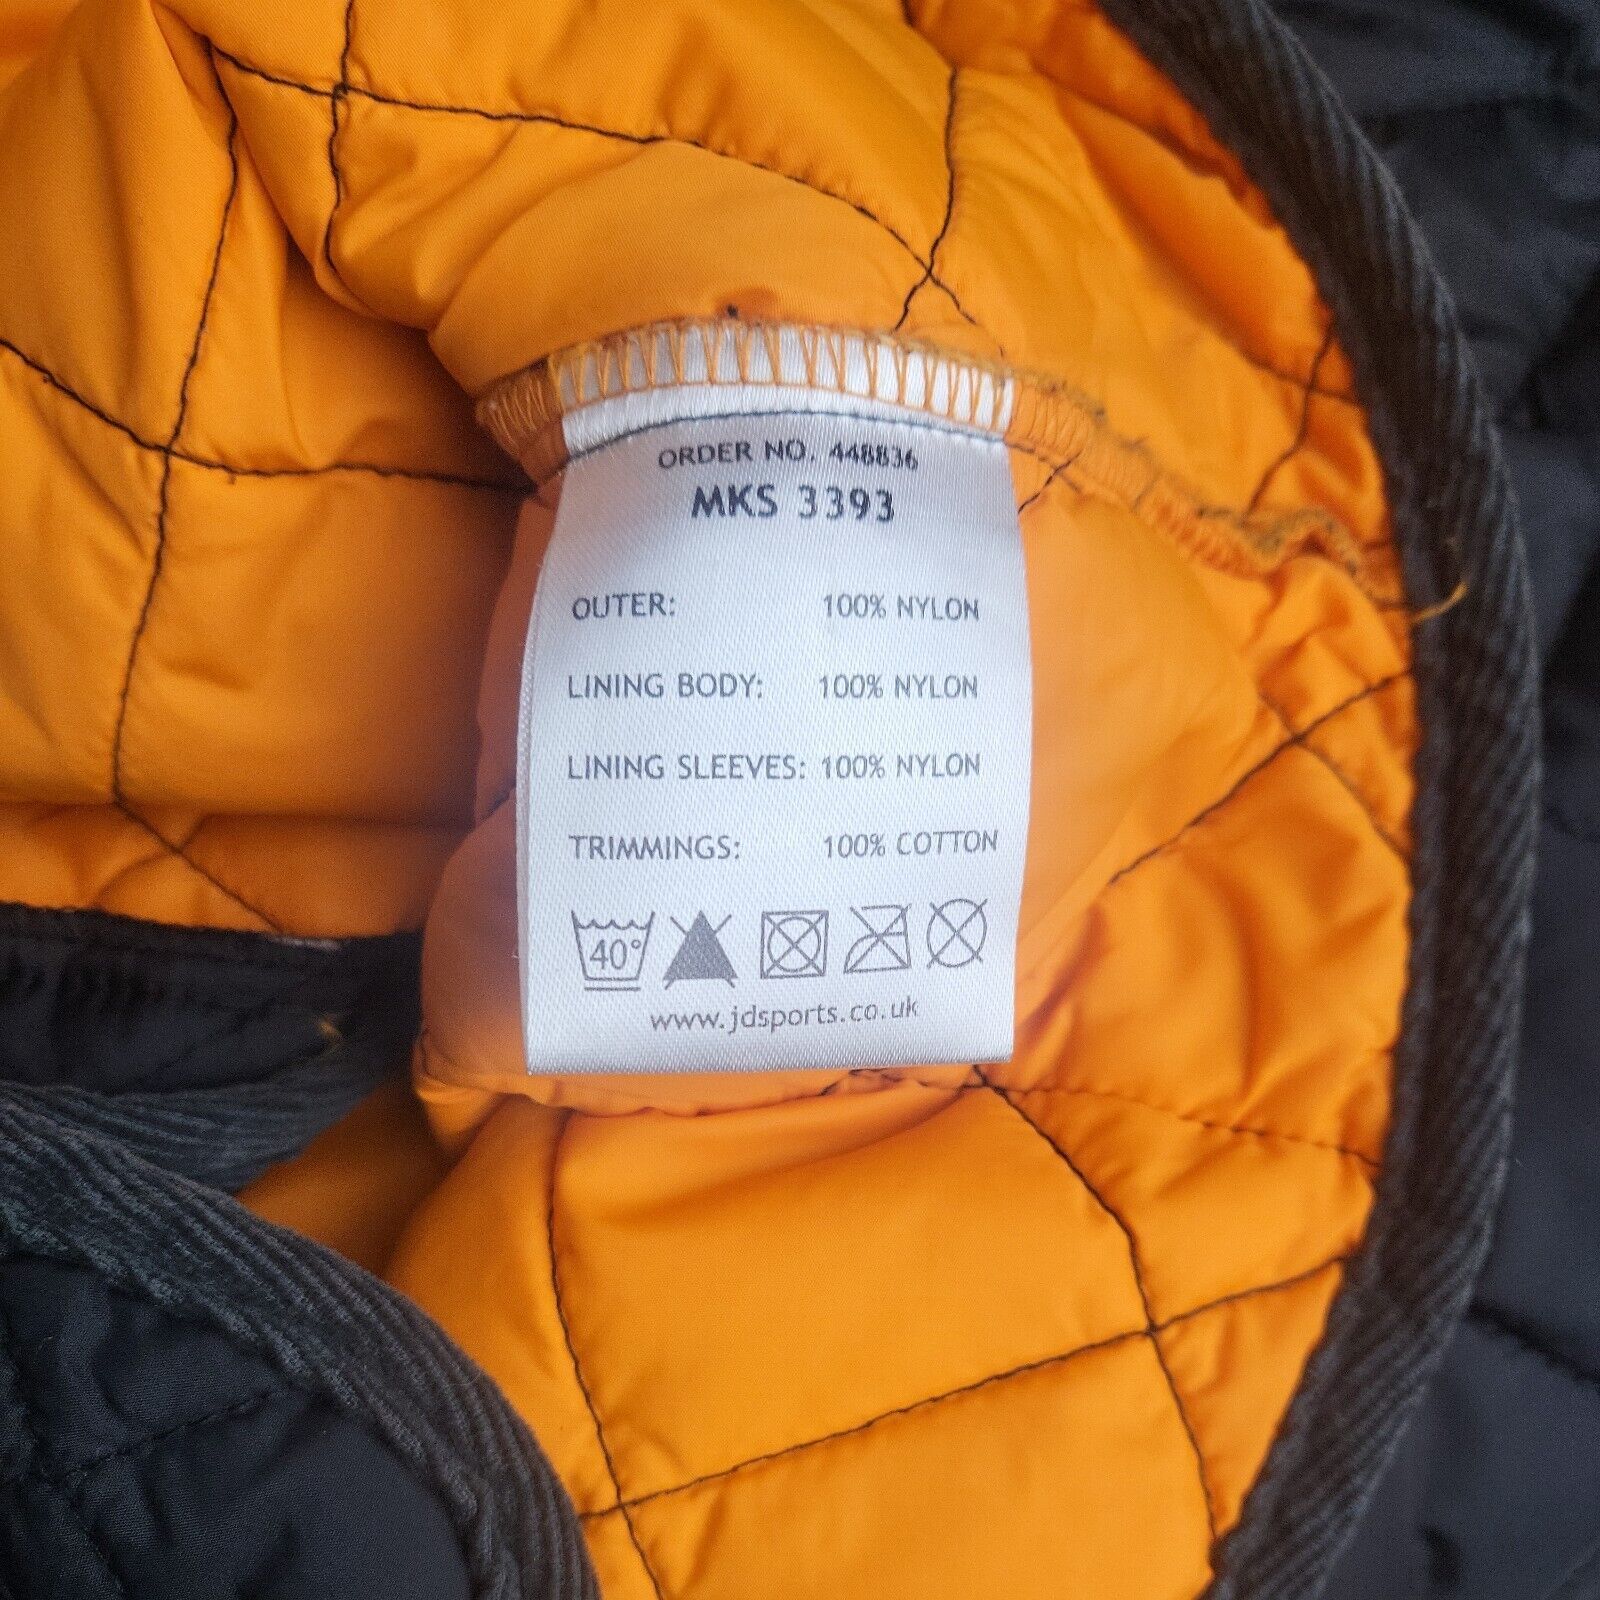 ORDER NO. 448836
MKS 3393
OUTER: 100% NYLON
LINING BODY: 100% NYLON
LINING SLEEVES: 100% NYLON
TRIMMINGS: 100% COTTON
40°
www.jdsports.co.uk